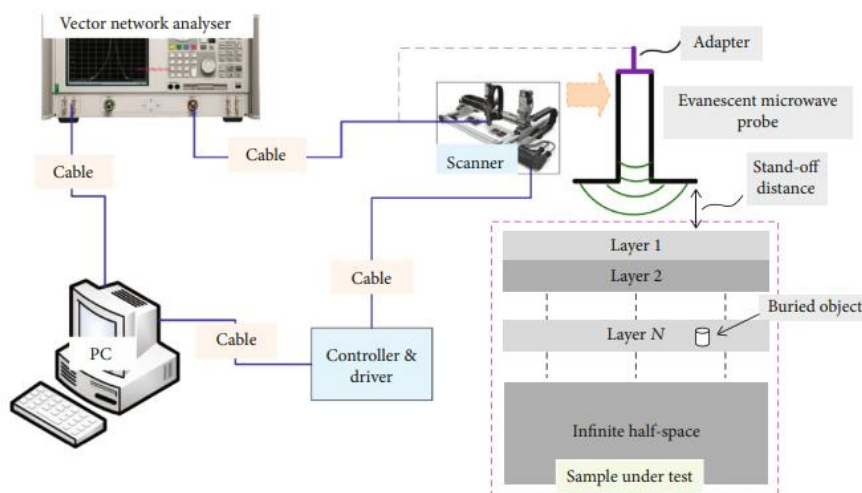 Vector network analyser
Adapter
Evanescent microwave
probe
Cable
Scanner
Cable
Stand-off
distance
Layer 1
Layer 2
Cable
Buried object
Layer N
PC
Cable
Controller &
driver
Infinite half-space
Sample under test